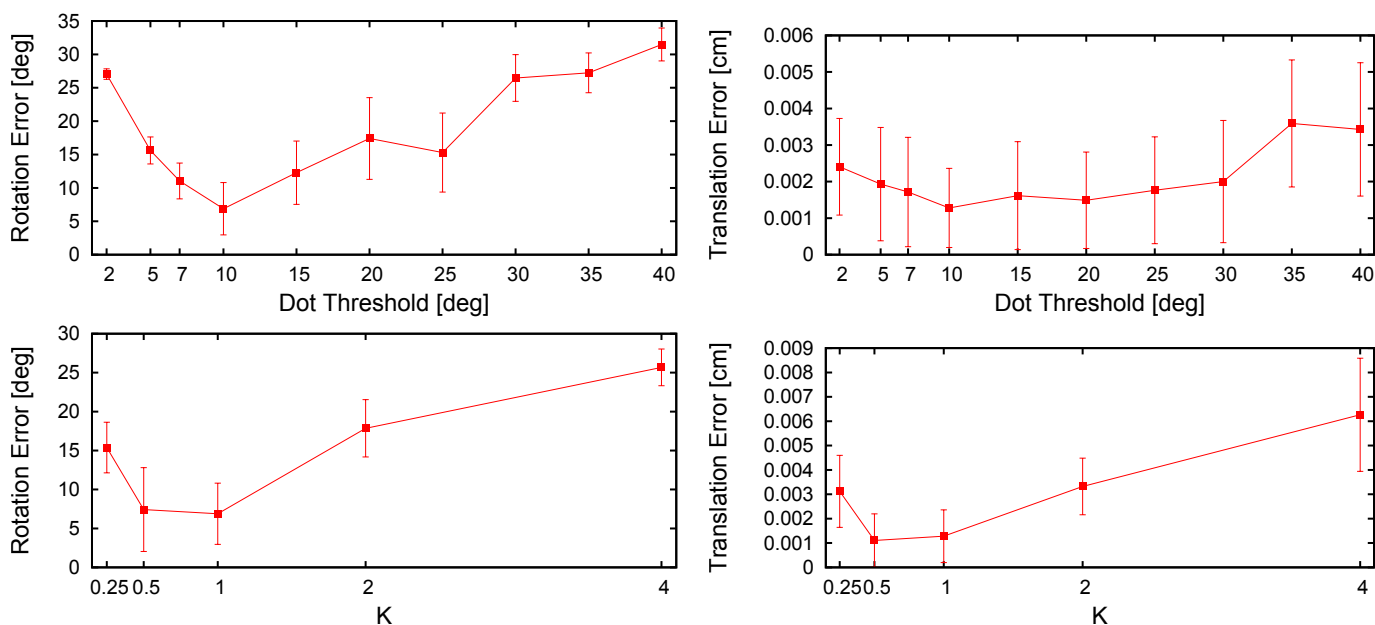 Rotation Error [deg]
35
30
25
20
15
10
5
0
2 5 7 10 15 20 25 30 35 40
Dot Threshold [deg]
Translation Error [cm]
0.006
0.005
0.004
0.003
0.002
0.001
0
2 5 7 10 15 20 25 30 35 40
Dot Threshold [deg]
Rotation Error [deg]
30
25
20
15
10
5
0
0.25 0.5 1 2 4
K
Translation Error [cm]
0.009
0.008
0.007
0.006
0.005
0.004
0.003
0.002
0.001
0
0.25 0.5 1 2 4
K